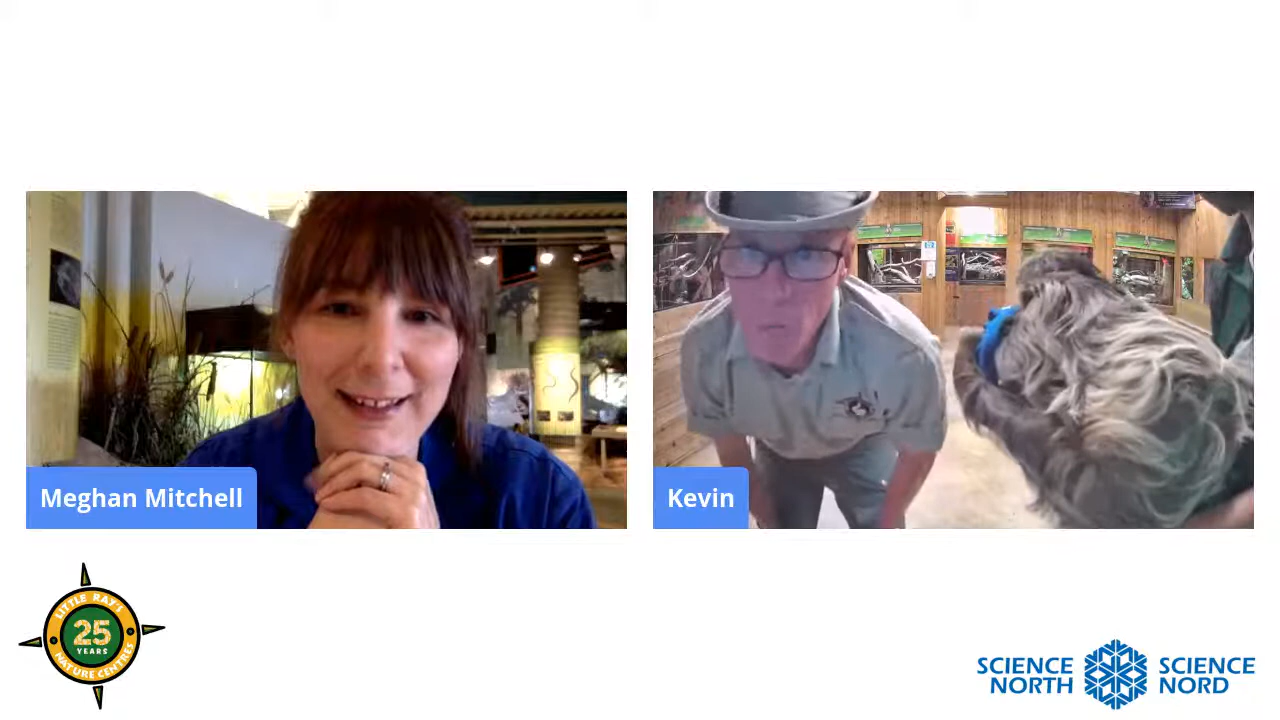 Meghan Mitchell
Kevin
LITTLE RAY'S
25
YEARS
NATURE CENTRES
SCIENCE NORTH
SCIENCE NORD